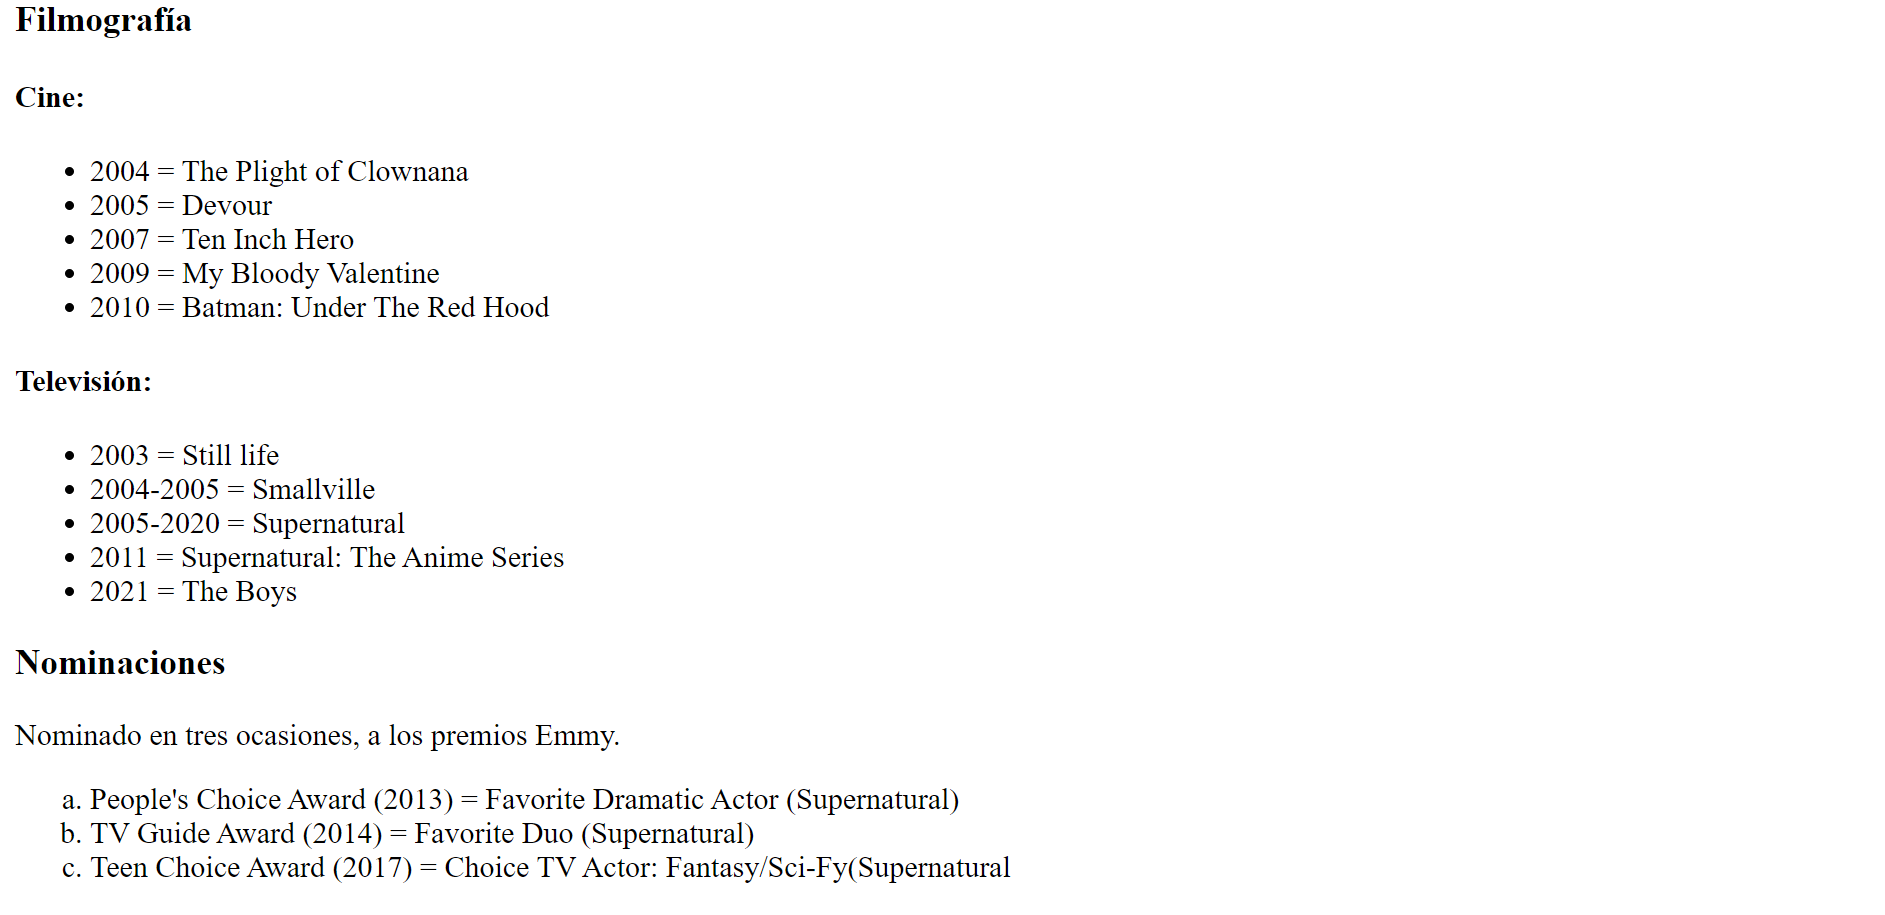 Filmografía
Cine:
• 2004 = The Plight of Clownana
• 2005 = Devour
• 2007 = Ten Inch Hero
• 2009 = My Bloody Valentine
• 2010 = Batman: Under The Red Hood
Televisión:
• 2003 = Still life
• 2004-2005 = Smallville
• 2005-2020 = Supernatural
• 2011 = Supernatural: The Anime Series
• 2021 = The Boys
Nominaciones
Nominado en tres ocasiones, a los premios Emmy.
a. People's Choice Award (2013) = Favorite Dramatic Actor (Supernatural)
b. TV Guide Award (2014) = Favorite Duo (Supernatural)
c. Teen Choice Award (2017) = Choice TV Actor: Fantasy/Sci-Fy(Supernatural